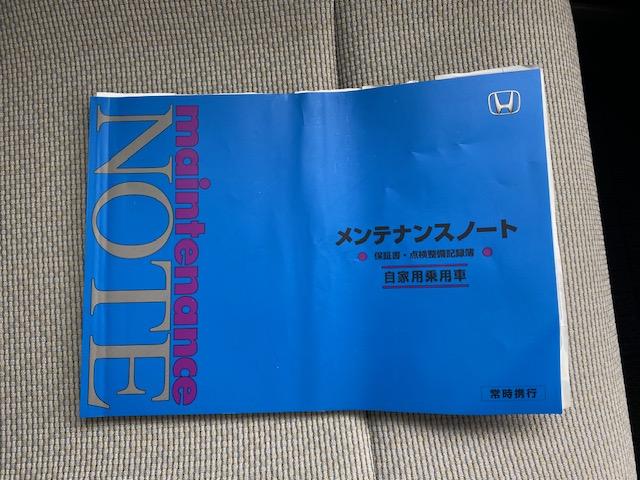 maintenance
NOTE
メンテナンスノート
保証書・点検整備記録簿
自家用乗用車
常時携行